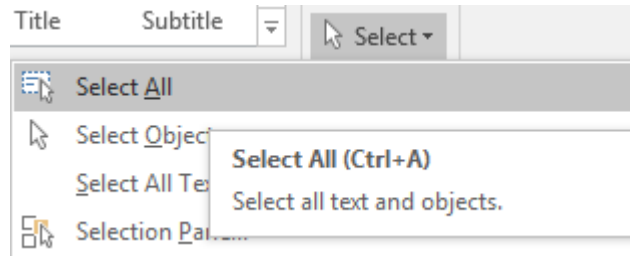 Title Subtitle Select
Select All
Select Objec
Select All (Ctrl+A)
Select All Tex
Select all text and objects.
Selection Pane...